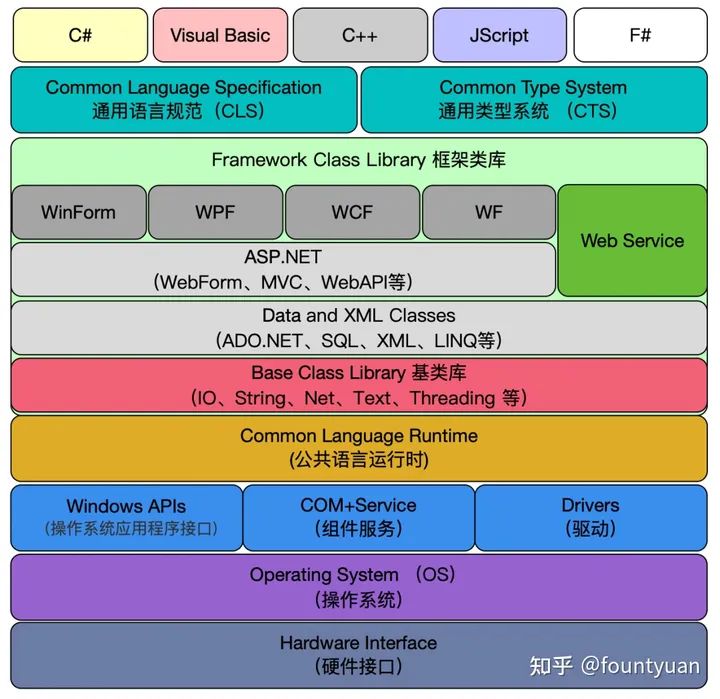 C#
Visual Basic
C++
JScript
F#
Common Language Specification
通用语言规范（CLS）
Common Type System
通用类型系统 （CTS）
Framework Class Library 框架类库
WinForm
WPF
WCF
WF
Web Service
ASP.NET
（WebForm、MVC、WebAPI等）
Data and XML Classes
（ADO.NET、SQL、XML、LINQ等）
Base Class Library 基类库
（IO、String、Net、Text、Threading 等）
Common Language Runtime
(公共语言运行时)
Windows APIs
(操作系统应用程序接口)
COM+Service
(组件服务)
Drivers
(驱动)
Operating System （OS）
(操作系统)
Hardware Interface
(硬件接口)
知乎 @fountyuan